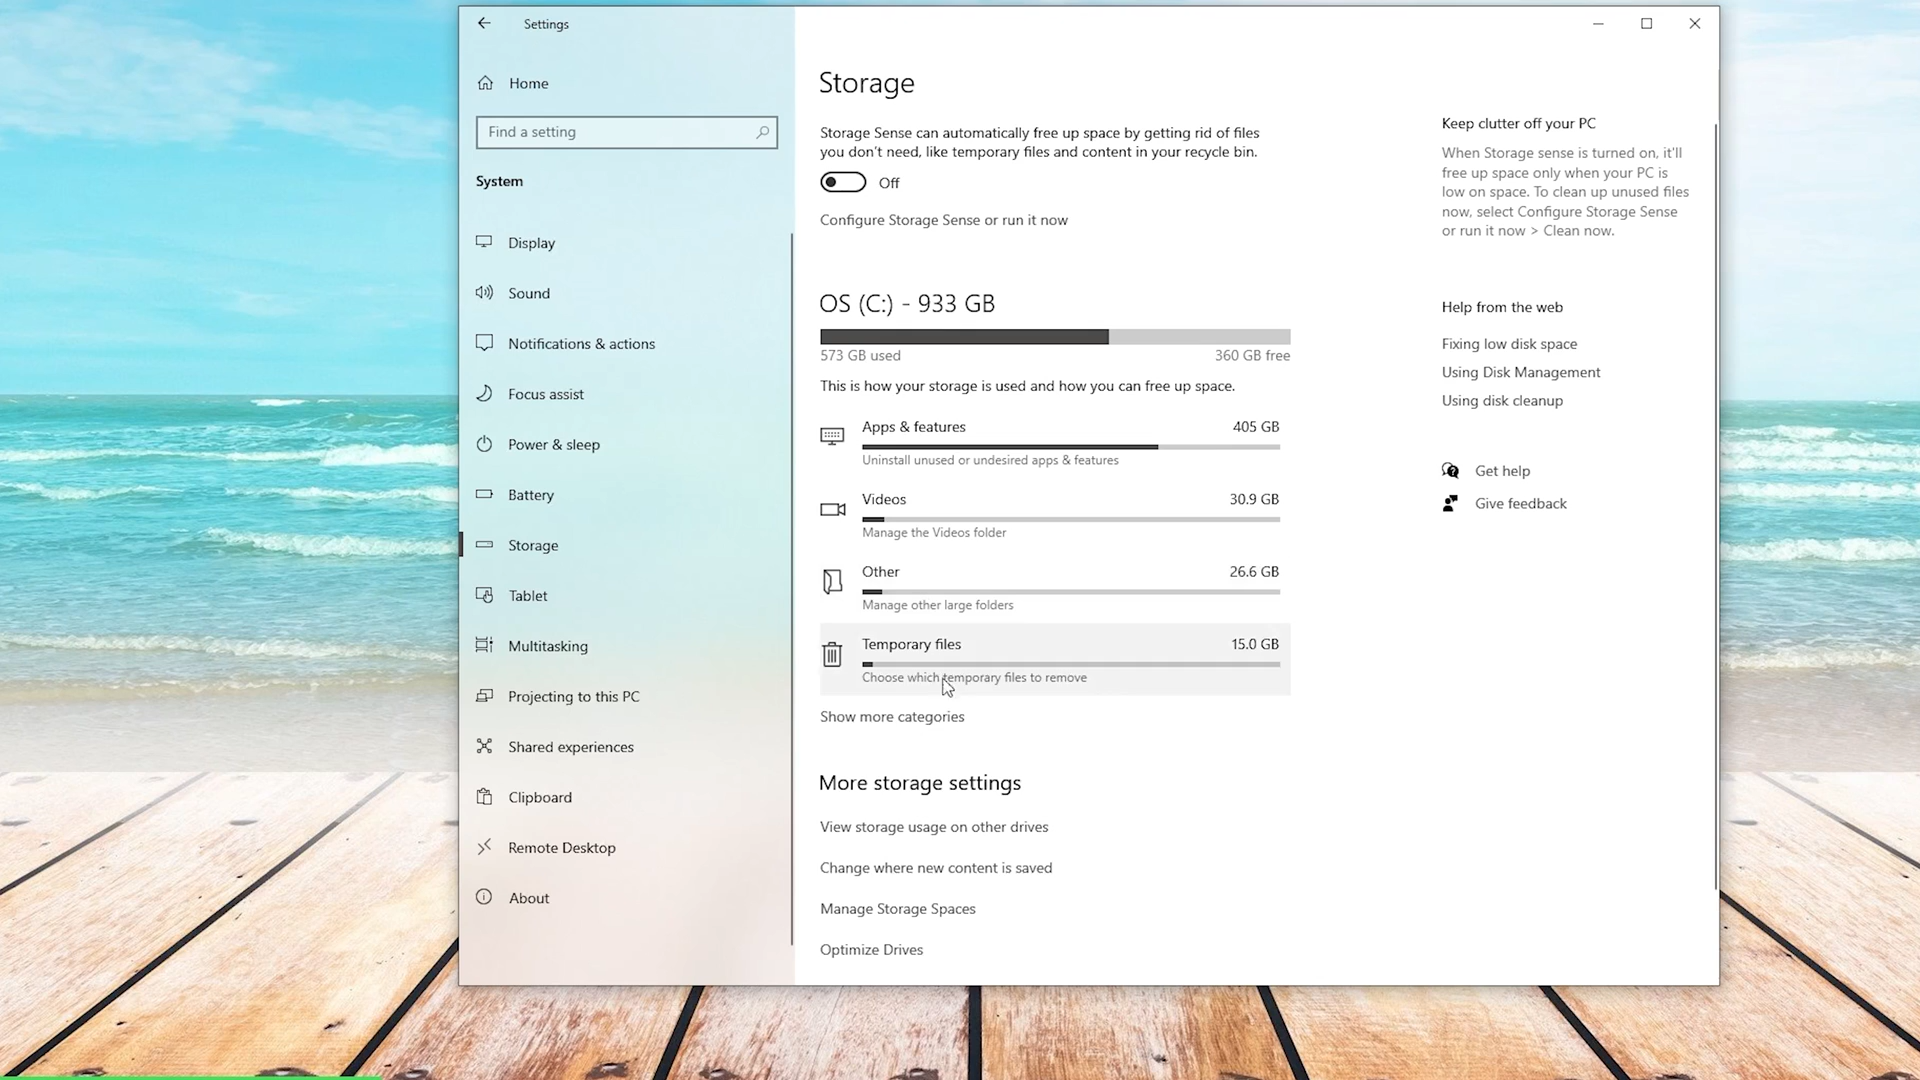 Settings
Home
Find a setting
System
Display
Sound
Notifications & actions
Focus assist
Power & sleep
Battery
Storage
Tablet
Multitasking
Projecting to this PC
Shared experiences
Clipboard
Remote Desktop
About
Storage
Storage Sense can automatically free up space by getting rid of files
you don't need, like temporary files and content in your recycle bin.
Off
Configure Storage Sense or run it now
OS (C:) - 933 GB
573 GB used
360 GB free
This is how your storage is used and how you can free up space.
Apps & features
405 GB
Uninstall unused or undesired apps & features
Videos
30.9 GB
Manage the Videos folder
Other
26.6 GB
Manage other large folders
Temporary files
15.0 GB
Choose which temporary files to remove
Show more categories
More storage settings
View storage usage on other drives
Change where new content is saved
Manage Storage Spaces
Optimize Drives
Keep clutter off your PC
When Storage sense is turned on, it'll
free up space only when your PC is
low on space. To clean up unused files
now, select Configure Storage Sense
or run it now > Clean now.
Help from the web
Fixing low disk space
Using Disk Management
Using disk cleanup
Get help
Give feedback